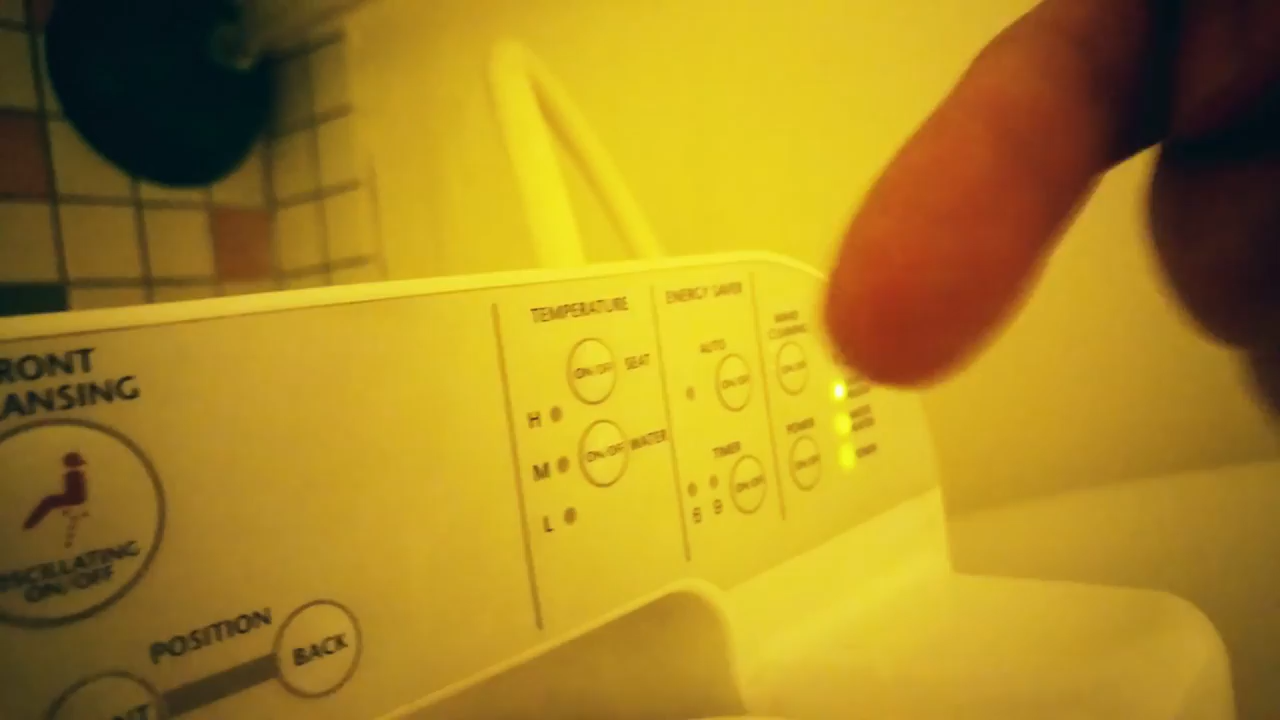 RONT
ANSING
OSCILLATING
ON/OFF
POSITION
BACK
TEMPERATURE
ON/OFF
SEAT
H
M
ON/OFF
WATER
L
ENERGY SAVER
AUTO
ON/OFF
TIMER
ON/OFF
6 9
CLEANING
ON/OFF
POWER
ON/OFF